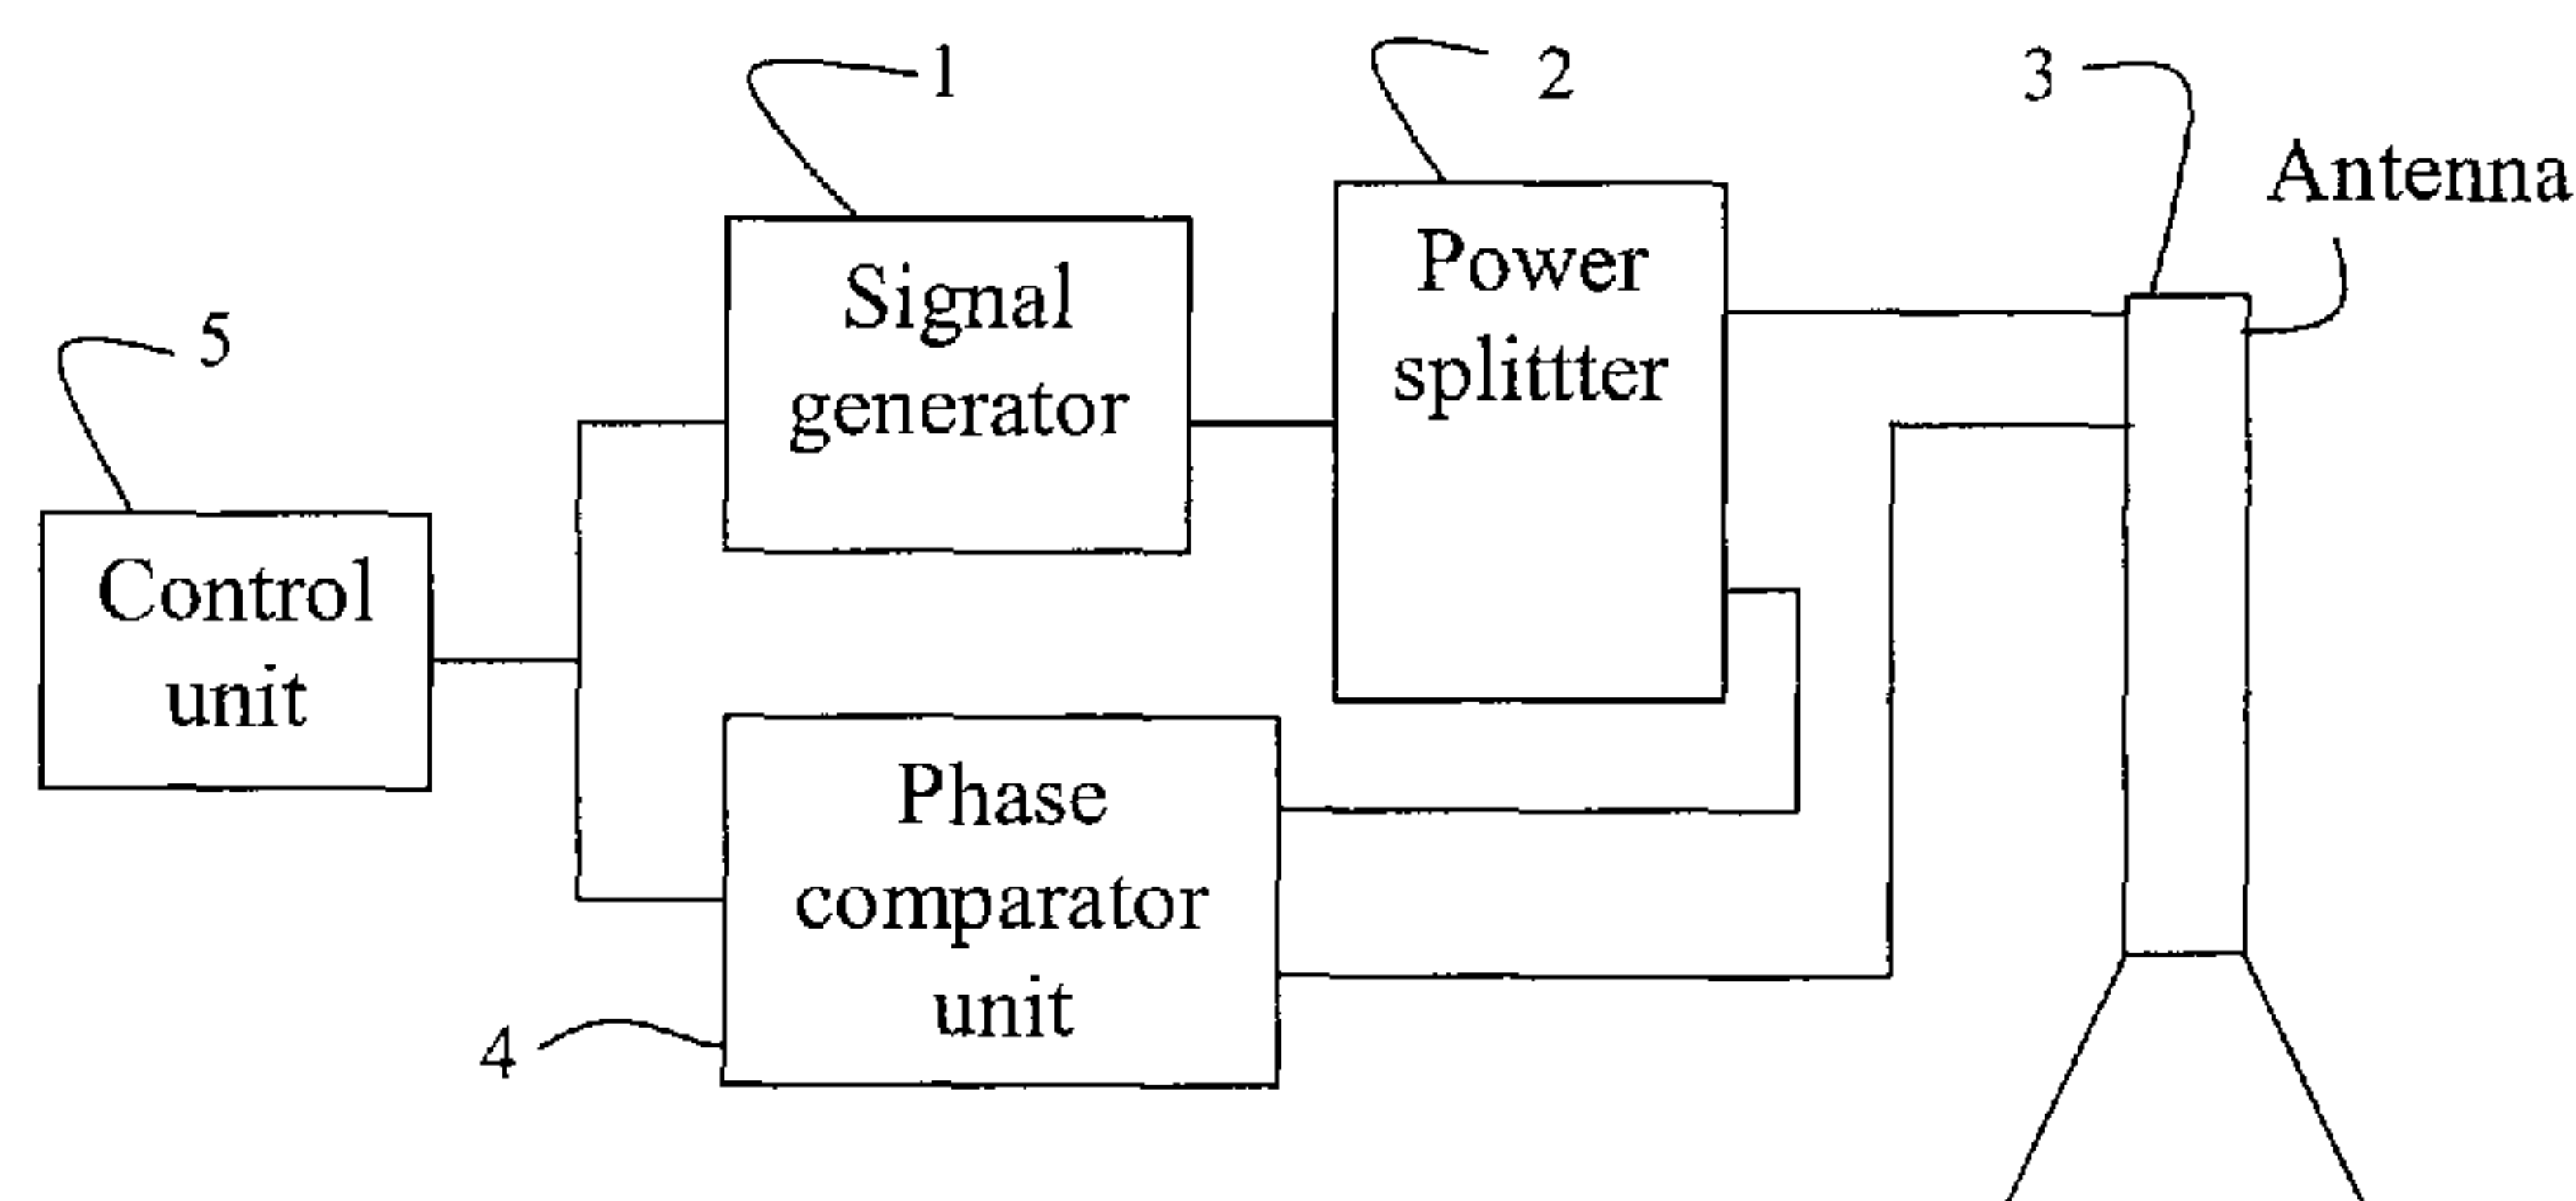 1
2
3
Antenna
Signal
generator
Power
splittter
5
Control
unit
Phase
comparator
unit
4